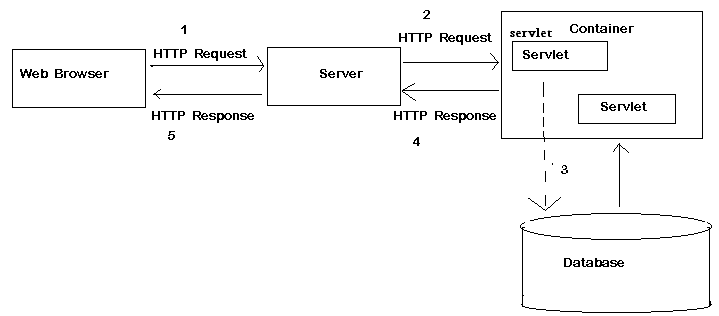 1
HTTP Request
Web Browser
HTTP Response
5
Server
2
HTTP Request
HTTP Response
4
servlet Container
Servlet
Servlet
3
Database